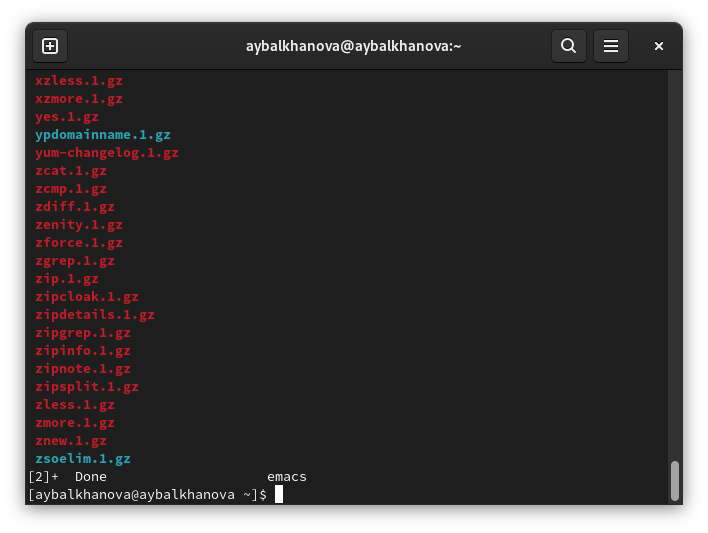 aybalkhanova@aybalkhanova:~
xzless.1.gz
xzmore.1.gz
yes.1.gz
ypdomainname.1.gz
yum-changelog.1.gz
zcat.1.gz
zcmp.1.gz
zdiff.1.gz
zenity.1.gz
zforce.1.gz
zgrep.1.gz
zip.1.gz
zipcloak.1.gz
zipdetails.1.gz
zipgrep.1.gz
zipinfo.1.gz
zipnote.1.gz
zipsplit.1.gz
zless.1.gz
zmore.1.gz
znew.1.gz
zsoelim.1.gz
[2]+  Done                    emacs
[aybalkhanova@aybalkhanova ~]$